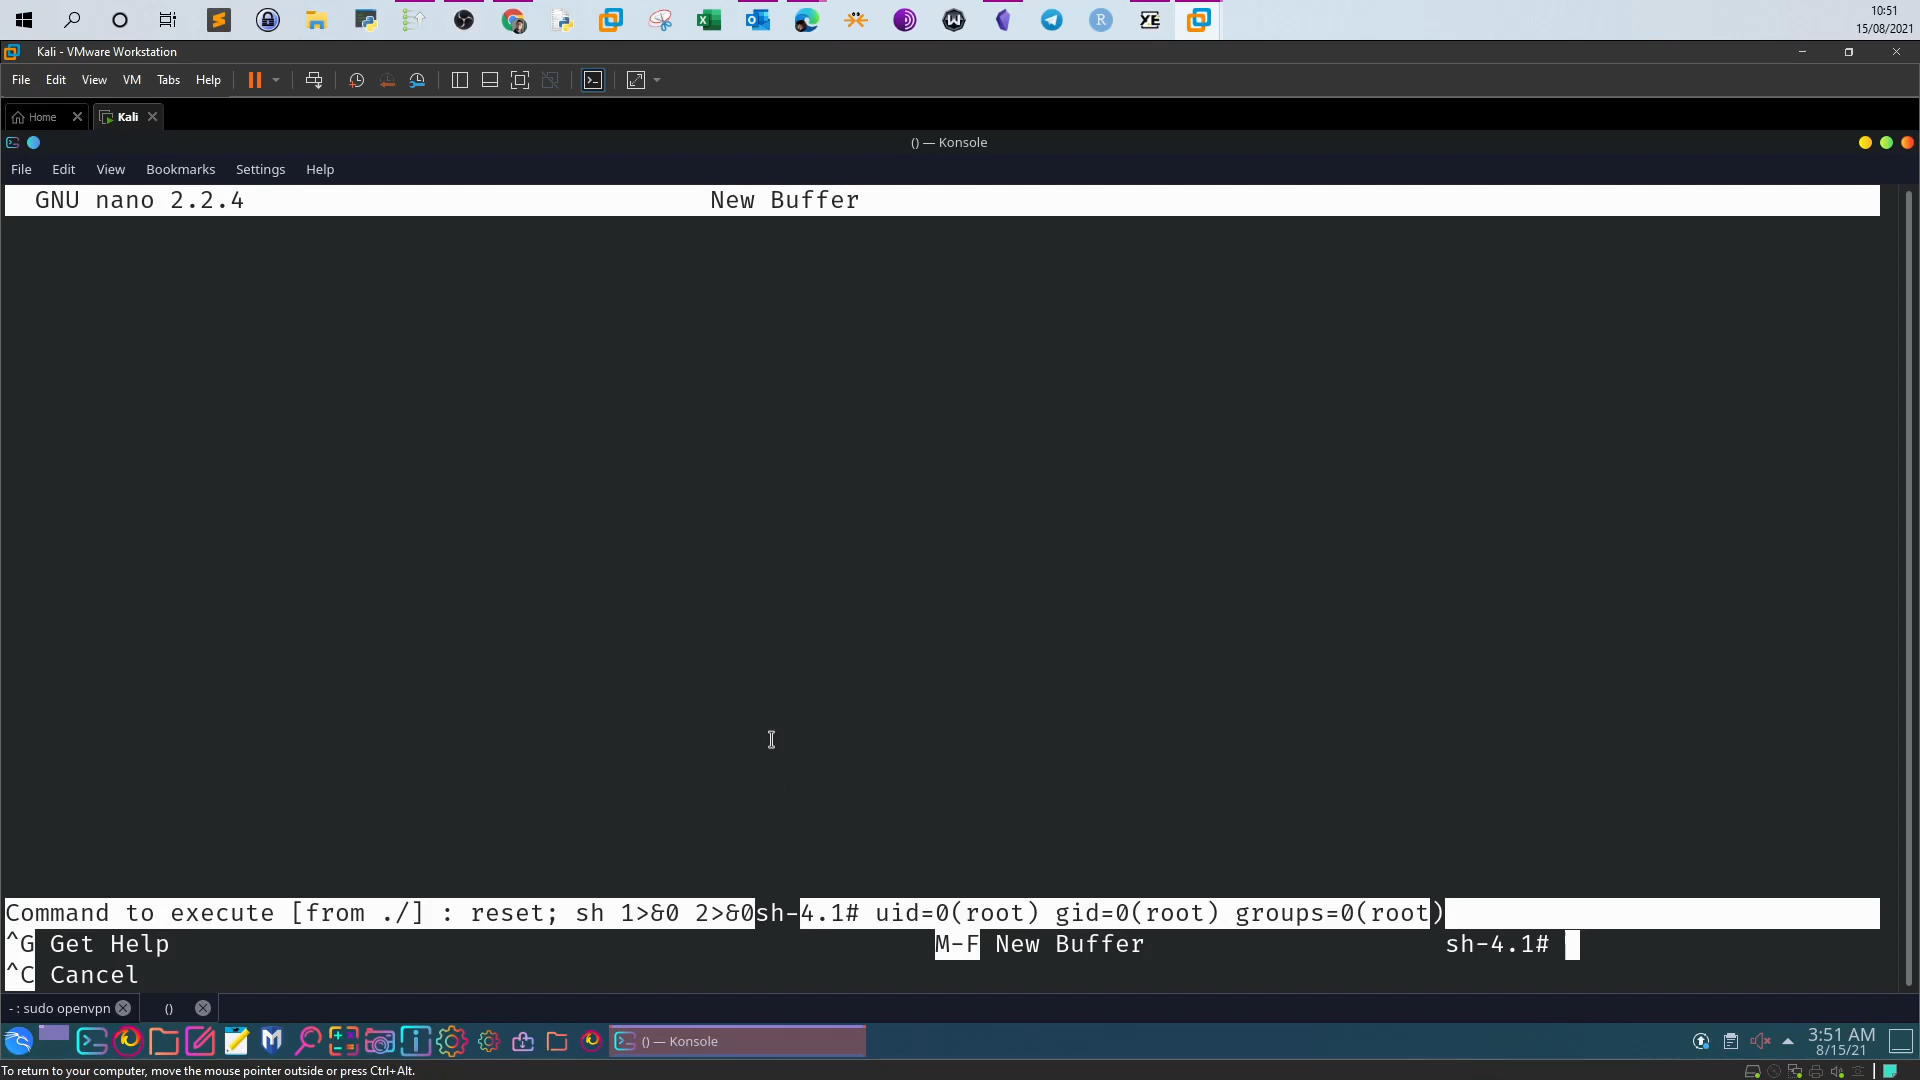 10:51
15/08/2021
Kali - VMware Workstation
File Edit View VM Tabs Help
Home Kali
() — Konsole
File Edit View Bookmarks Settings Help
GNU nano 2.2.4 New Buffer
Command to execute [from ./] : reset; sh 1>&0 2>&0sh-4.1# uid=0(root) gid=0(root) groups=0(root)
^G Get Help M-F New Buffer sh-4.1#
^C Cancel
- : sudo openvpn ()
() — Konsole
3:51 AM
8/15/21
To return to your computer, move the mouse pointer outside or press Ctrl+Alt.